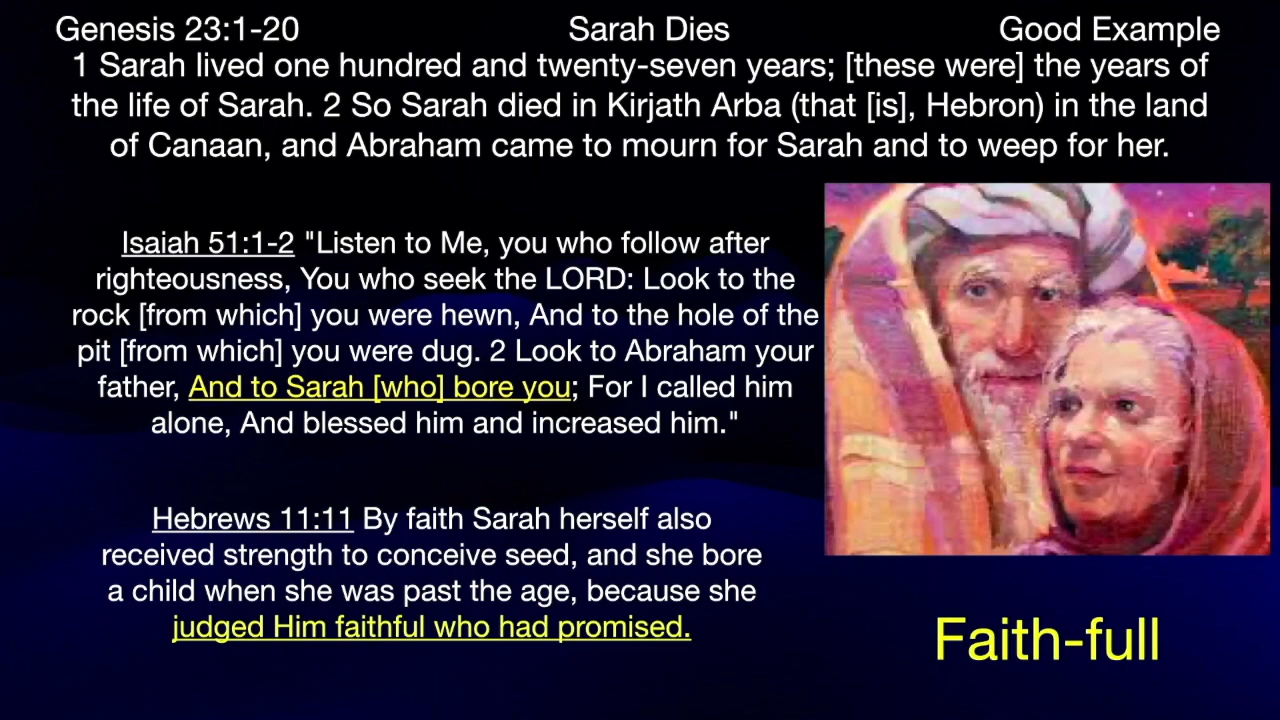 Genesis 23:1-20 Sarah Dies Good Example
1 Sarah lived one hundred and twenty-seven years; [these were] the years of
the life of Sarah. 2 So Sarah died in Kirjath Arba (that [is], Hebron) in the land
of Canaan, and Abraham came to mourn for Sarah and to weep for her.
Isaiah 51:1-2 "Listen to Me, you who follow after
righteousness, You who seek the LORD: Look to the
rock [from which] you were hewn, And to the hole of the
pit [from which] you were dug. 2 Look to Abraham your
father, And to Sarah [who] bore you; For I called him
alone, And blessed him and increased him."
Hebrews 11:11 By faith Sarah herself also
received strength to conceive seed, and she bore
a child when she was past the age, because she
judged Him faithful who had promised.
Faith-full